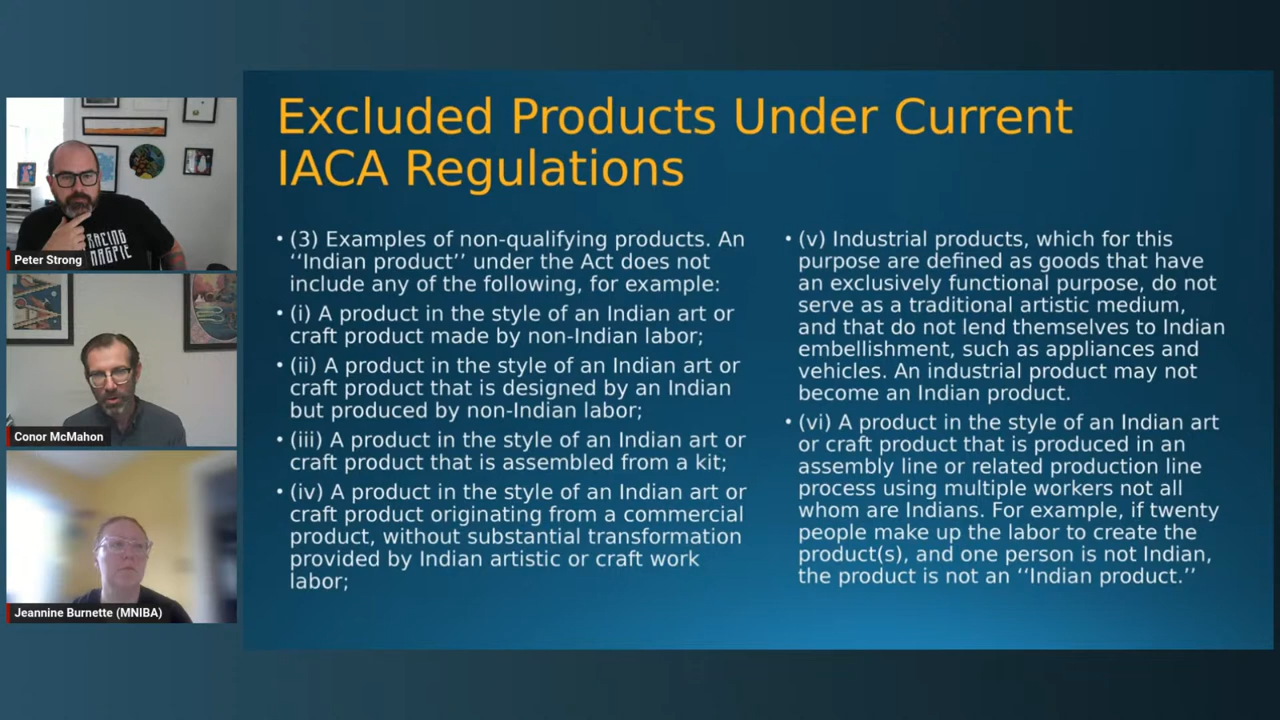 RACING
MAGPIE
Peter Strong
Conor McMahon
Jeannine Burnette (MNIBA)
Excluded Products Under Current
IACA Regulations
• (3) Examples of non-qualifying products. An
‘‘Indian product’’ under the Act does not
include any of the following, for example:
• (i) A product in the style of an Indian art or
craft product made by non-Indian labor;
• (ii) A product in the style of an Indian art or
craft product that is designed by an Indian
but produced by non-Indian labor;
• (iii) A product in the style of an Indian art or
craft product that is assembled from a kit;
• (iv) A product in the style of an Indian art or
craft product originating from a commercial
product, without substantial transformation
provided by Indian artistic or craft work
labor;
• (v) Industrial products, which for this
purpose are defined as goods that have
an exclusively functional purpose, do not
serve as a traditional artistic medium,
and that do not lend themselves to Indian
embellishment, such as appliances and
vehicles. An industrial product may not
become an Indian product.
• (vi) A product in the style of an Indian art
or craft product that is produced in an
assembly line or related production line
process using multiple workers not all
whom are Indians. For example, if twenty
people make up the labor to create the
product(s), and one person is not Indian,
the product is not an ‘‘Indian product.’’